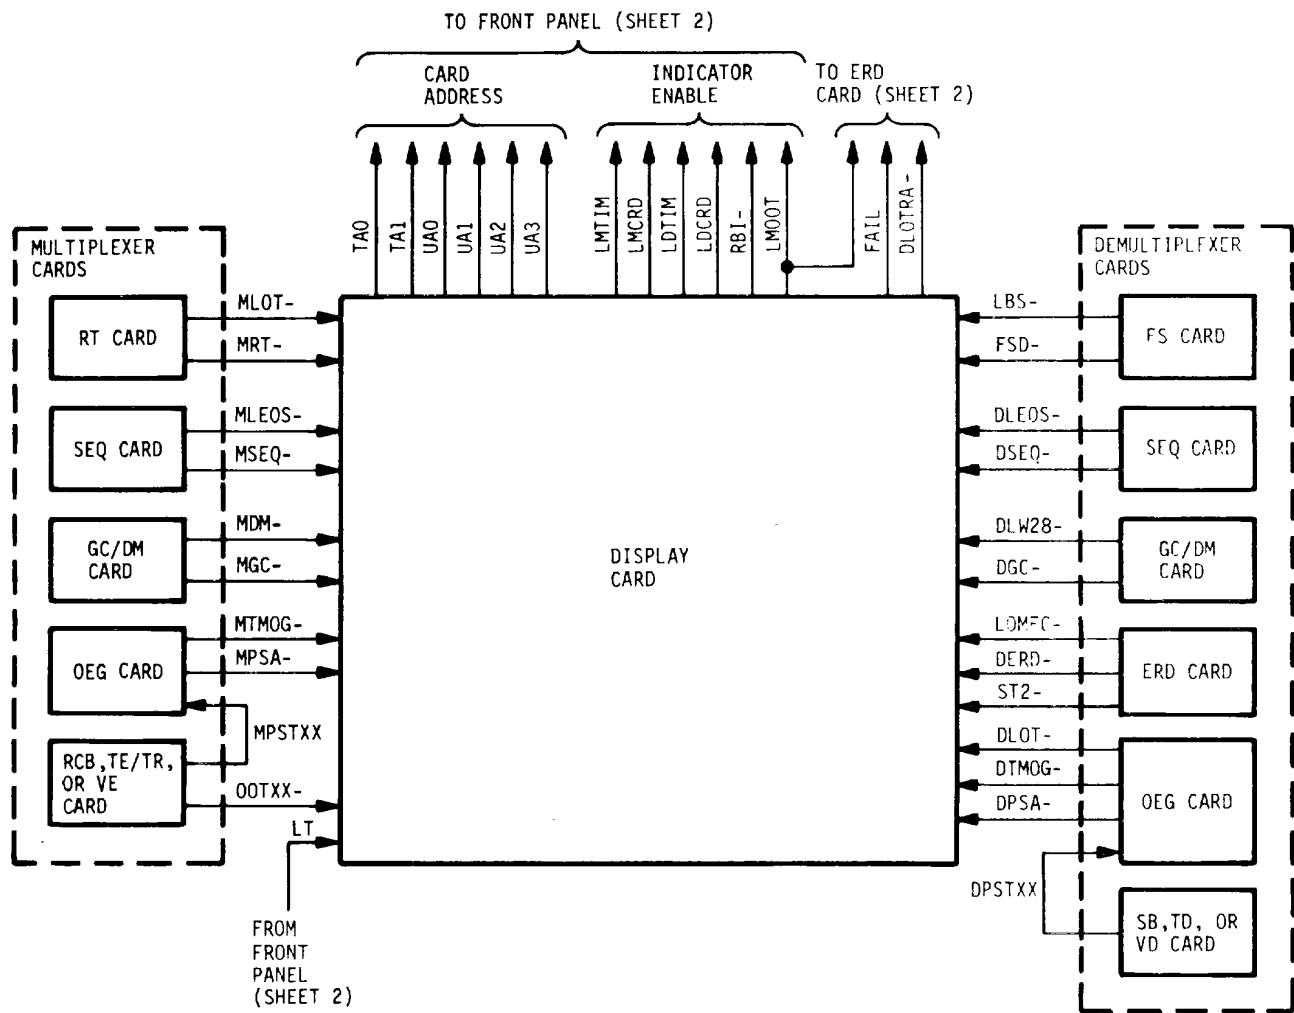 TO FRONT PANEL (SHEET 2)
CARD
ADDRESS
INDICATOR
ENABLE
TO ERD
CARD (SHEET 2)
TA0
TA1
UA0
UA1
UA2
UA3
LMTIM
LMCRD
LDTIM
LDCRD
RBI-
LMOOT
FAIL
DLOTRA-
MULTIPLEXER
CARDS
RT CARD
MLOT-
MRT-
SEQ CARD
MLEOS-
MSEQ-
GC/DM
CARD
MDM-
MGC-
OEG CARD
MTMOG-
MPSA-
MPSTXX
RCB,TE/TR,
OR VE
CARD
OOTXX-
LT
FROM
FRONT
PANEL
(SHEET 2)
DISPLAY
CARD
DEMULTIPLEXER
CARDS
LBS-
FSD-
FS CARD
DLEOS-
DSEQ-
SEQ CARD
DLW28-
DGC-
GC/DM
CARD
LOMFC-
DERD-
ST2-
ERD CARD
DLOT-
DTMOG-
DPSA-
OEG CARD
DPSTXX
SB,TD, OR
VD CARD